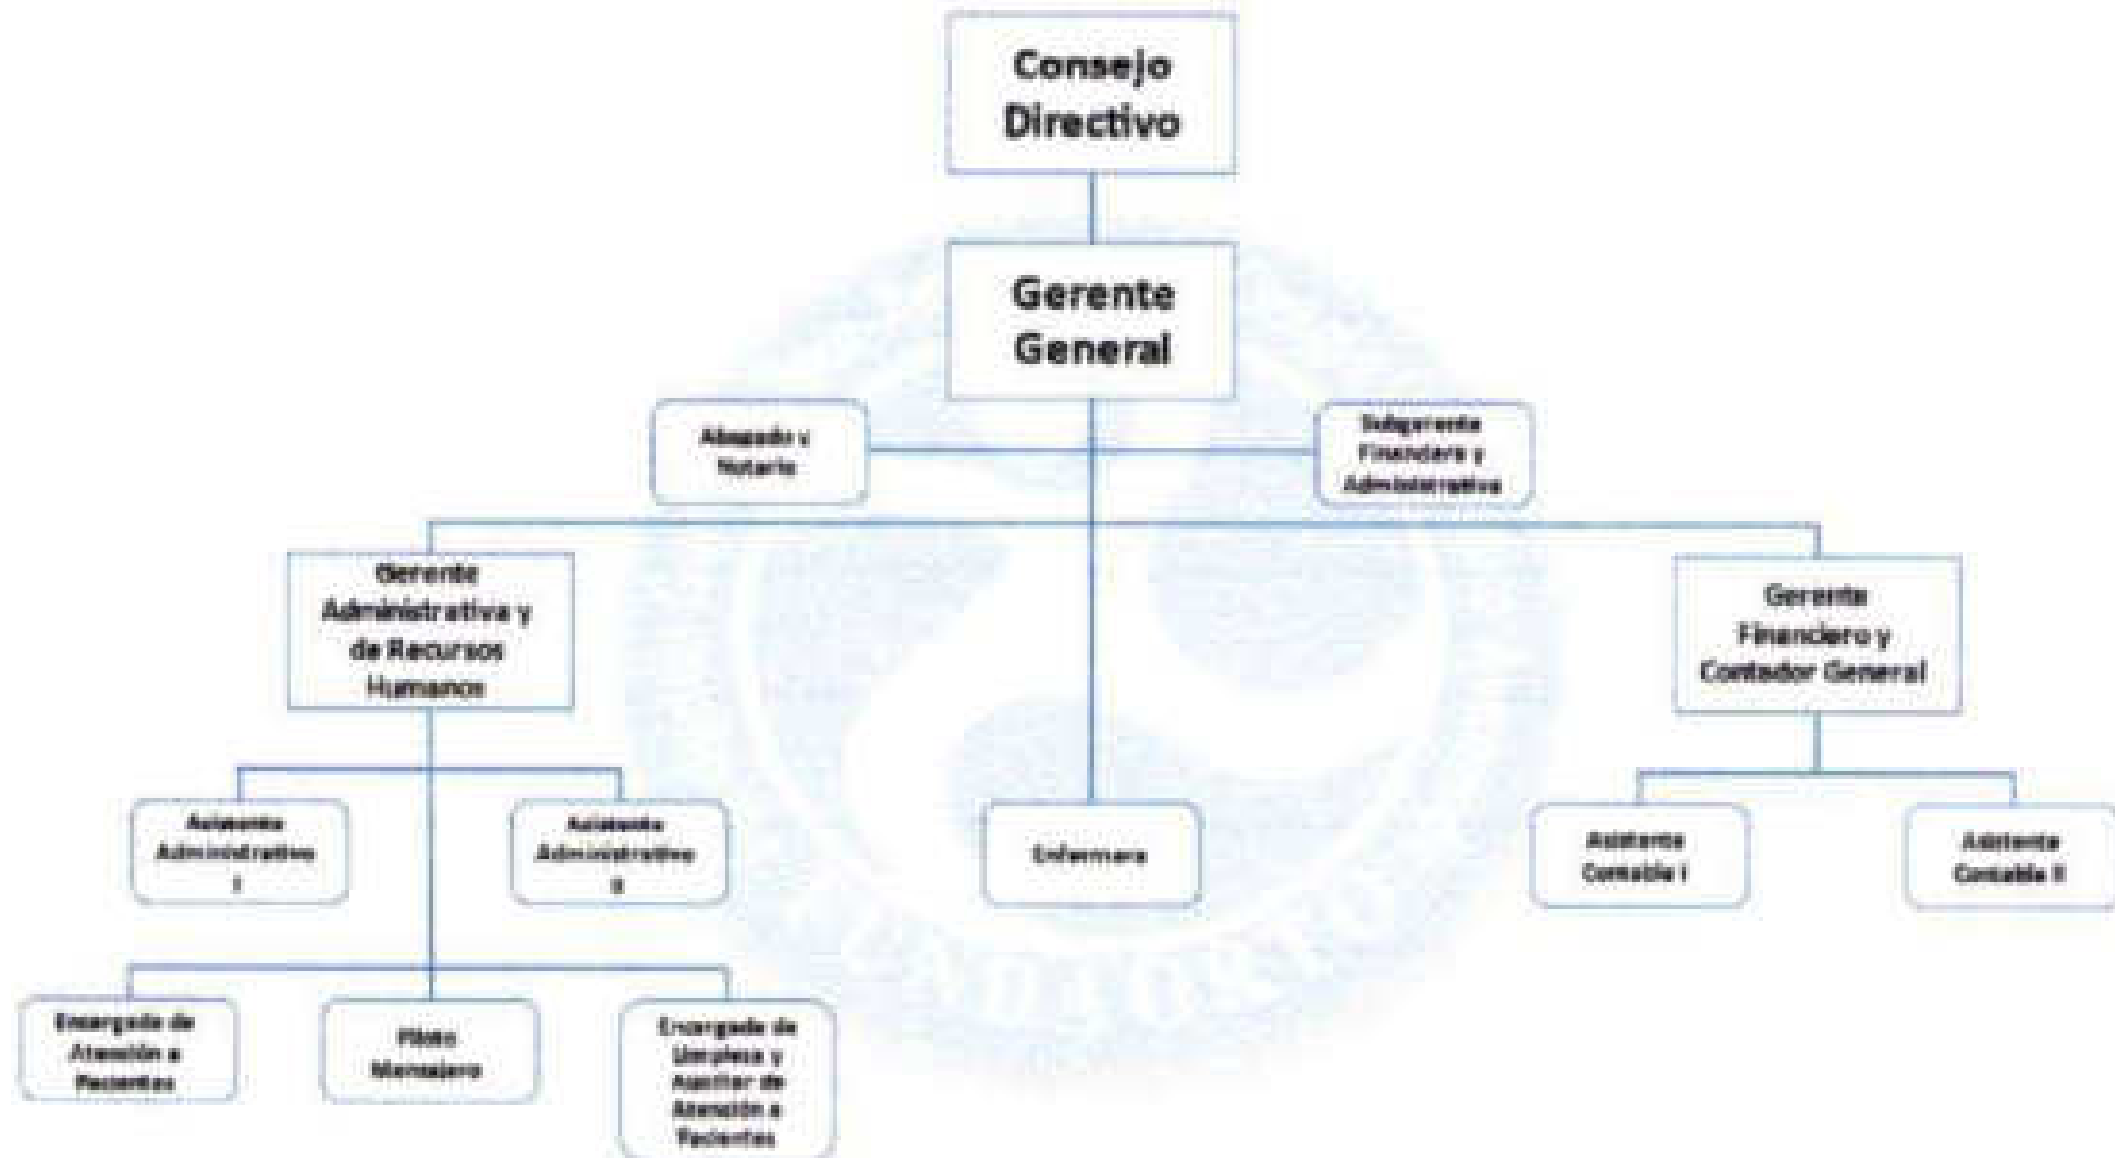 Consejo
Directivo
Gerente
General
Abogado y
Notario
Subgerente
Financiero y
Administrativo
Gerente
Administrativa y
de Recursos
Humanos
Gerente
Financiero y
Contador General
Asistente
Administrativo
I
Asistente
Administrativo
II
Enfermera
Asistente
Contable I
Asistente
Contable II
Encargado de
Atención a
Pacientes
Piloto
Mensajero
Encargado de
Limpieza y
Auxiliar de
Atención a
Pacientes